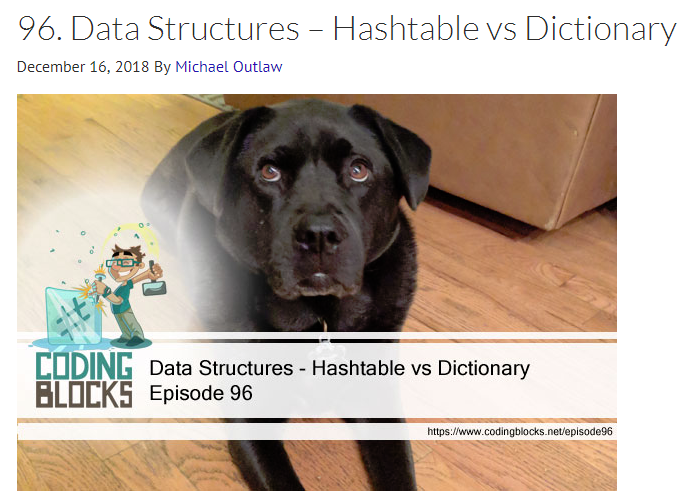 96. Data Structures – Hashtable vs Dictionary
December 16, 2018 By Michael Outlaw
CODING
BLOCKS
Data Structures - Hashtable vs Dictionary
Episode 96
https://www.codingblocks.net/episode96